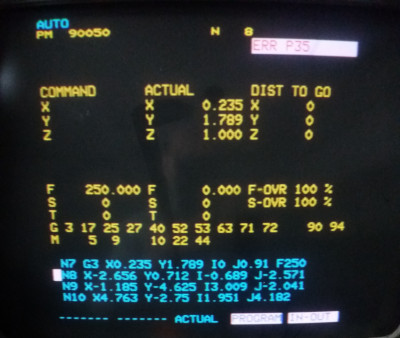 AUTO
PM 90050 N 8
ERR P35
COMMAND ACTUAL DIST TO GO
X X 0.235 X 0
Y Y 1.789 Y 0
Z Z 1.000 Z 0
F 250.000 F 0.000 F-OVR 100 %
S 0 S 0 S-OVR 100 %
T 0 T 0
G 3 17 25 27 40 52 53 63 71 72 90 94
M 5 9 10 22 44
N7 G3 X0.235 Y1.789 I0 J0.91 F250
N8 X-2.656 Y0.712 I-0.689 J-2.571
N9 X-1.185 Y-4.625 I3.009 J-2.041
N10 X4.763 Y-2.75 I1.951 J4.182
------- ------- ACTUAL PROGRAM IN-OUT